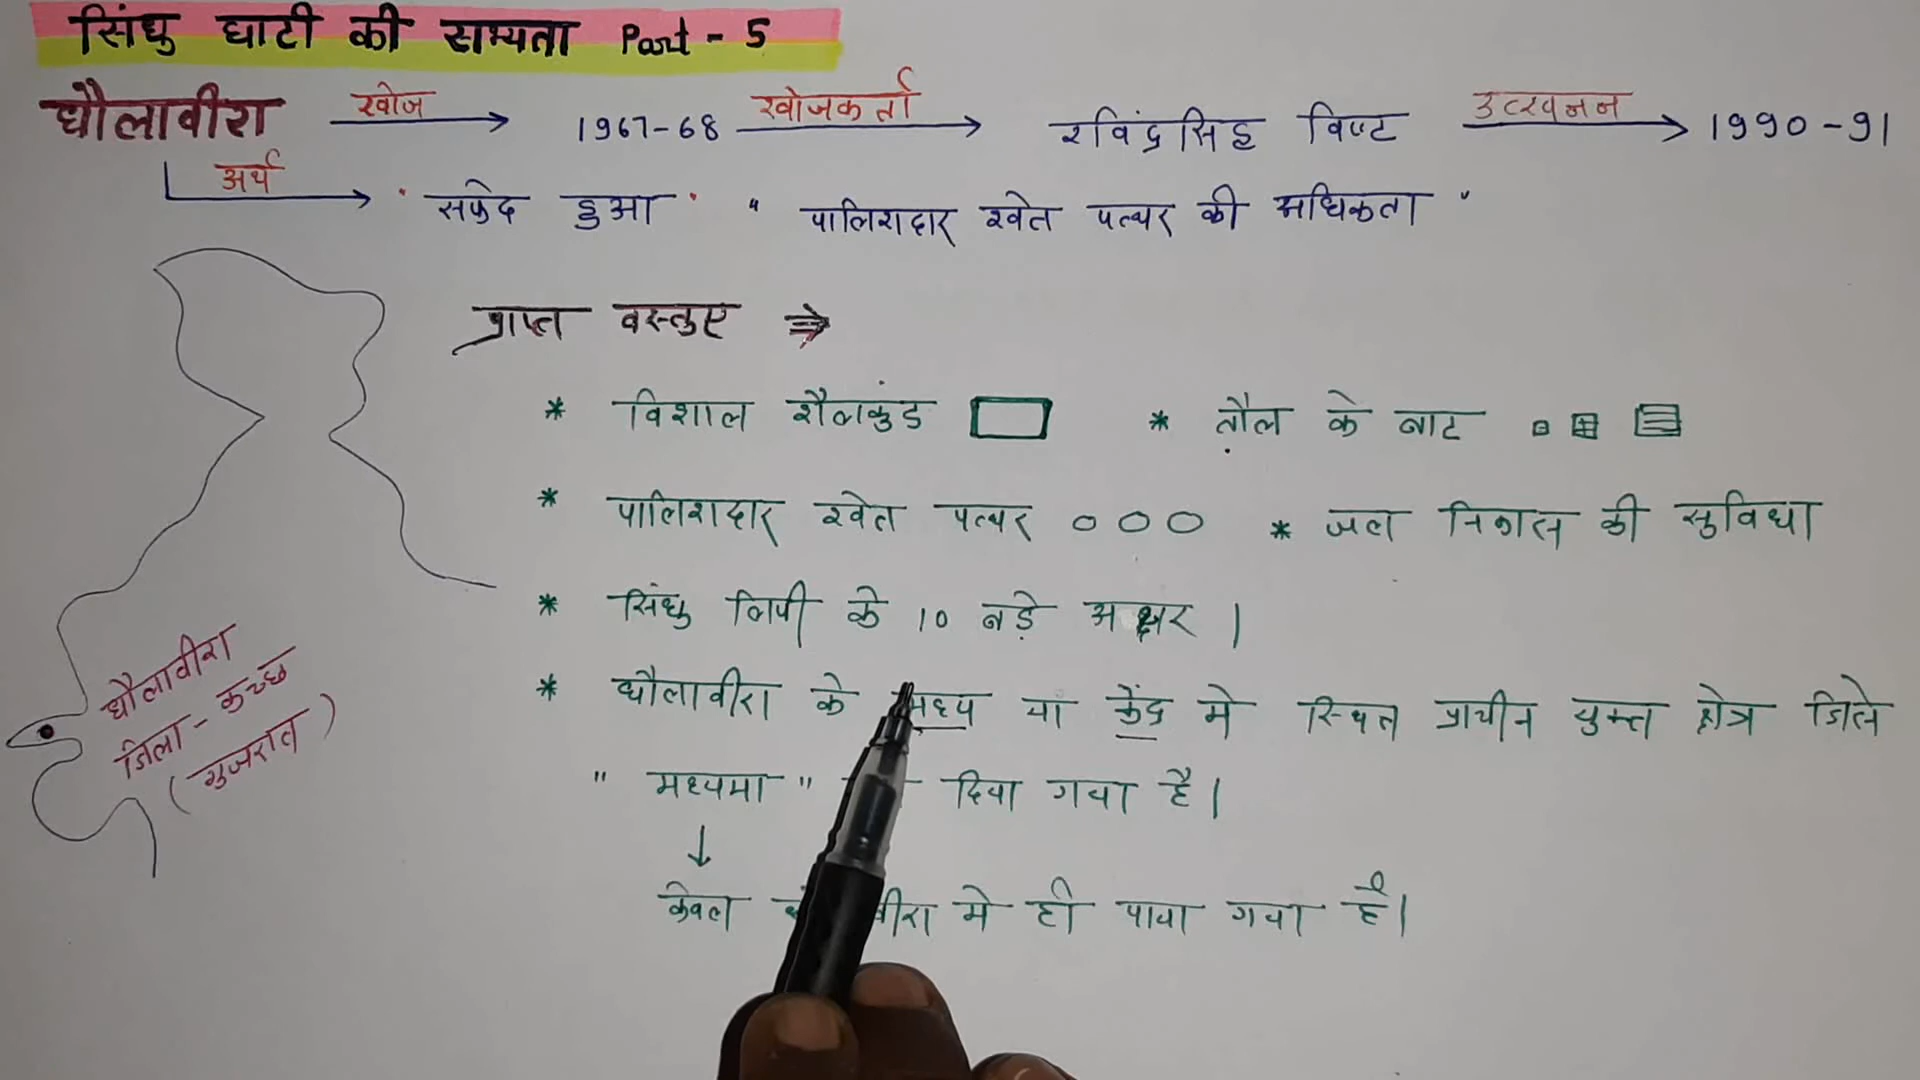 सिंधु घाटी की सभ्यता Part - 5
धौलावीरा खोज 1967-68 खोजकर्ता रविंद्रसिह विण्ट उत्खनन 1990-91
अर्थ "सफेद हुआ" "पालिशदार श्वेत पत्थर की अधिकता"
प्राप्त वस्तुए ⇒
* विशाल शैलकुंड * तौल के बाट
* पालिशदार श्वेत पत्थर * जल निकास की सुविधा
* सिंधु लिपी के 10 बड़े अक्षर।
* धौलावीरा के मध्य या केंद्र मे स्थित प्राचीन युक्त क्षेत्र जिले
"मध्यमा" दिया गया है।
केवल मे ही पाया गया है।
धौलावीरा
जिला - कच्छ
(गुजरात)